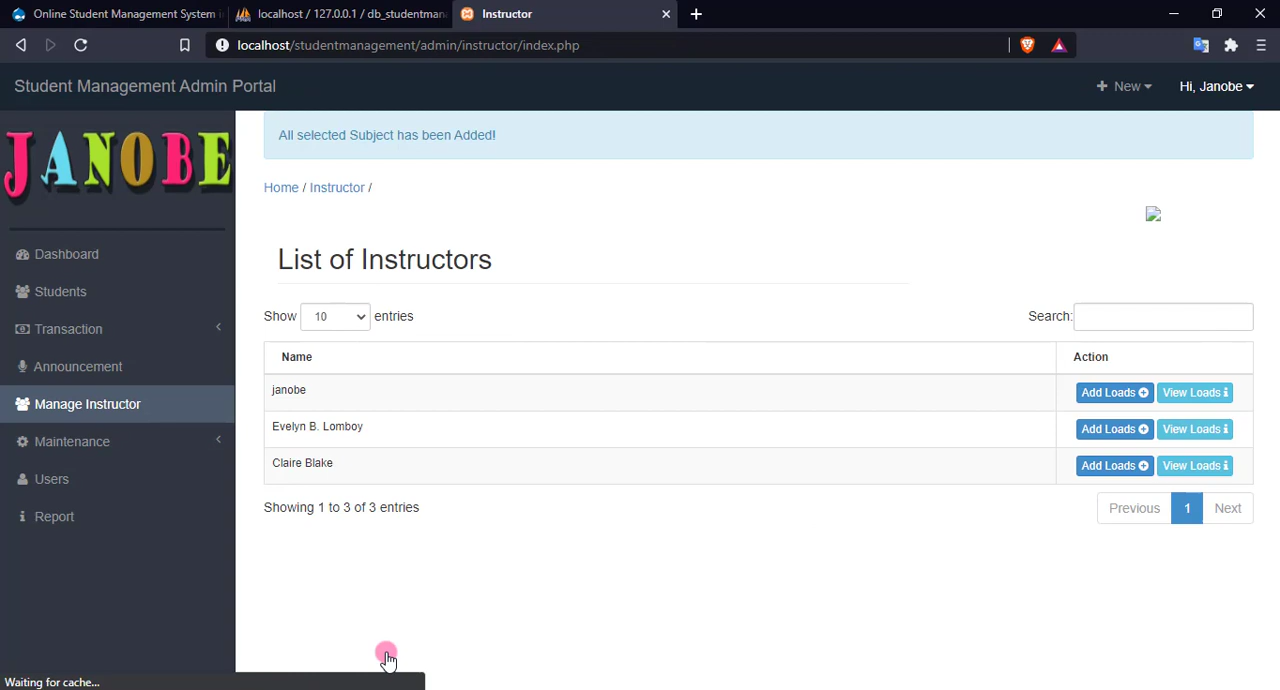 Online Student Management System i
localhost / 127.0.0.1 / db_studentman
Instructor
localhost/studentmanagement/admin/instructor/index.php
Student Management Admin Portal
New
Hi, Janobe
JANOBE
All selected Subject has been Added!
Home / Instructor /
Dashboard
Students
Transaction
Announcement
Manage Instructor
Maintenance
Users
Report
List of Instructors
Show 10 entries
Search:
Name Action
janobe Add Loads View Loads
Evelyn B. Lomboy Add Loads View Loads
Claire Blake Add Loads View Loads
Showing 1 to 3 of 3 entries
Previous 1 Next
Waiting for cache...